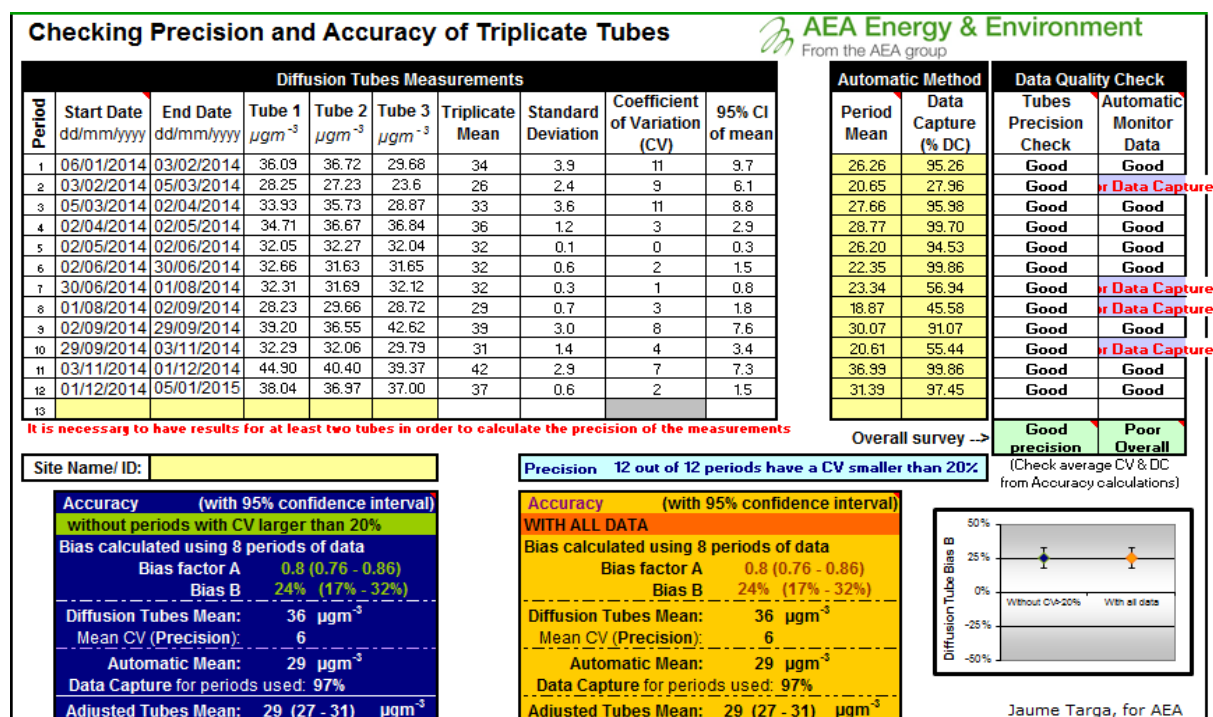 Checking Precision and Accuracy of Triplicate Tubes
AEA Energy & Environment
From the AEA group
Diffusion Tubes Measurements
Automatic Method
Data Quality Check
Period Start Date dd/mm/yyyy End Date dd/mm/yyyy Tube 1 µgm-3 Tube 2 µgm-3 Tube 3 µgm-3 Triplicate Mean Standard Deviation Coefficient of Variation (CV) 95% CI of mean Period Mean Data Capture (% DC) Tubes Precision Check Automatic Monitor Data
1 06/01/2014 03/02/2014 36.09 36.72 29.68 34 3.9 11 9.7 26.26 95.26 Good Good
2 03/02/2014 05/03/2014 28.25 27.23 23.6 26 2.4 9 6.1 20.65 27.96 Good or Data Capture
3 05/03/2014 02/04/2014 33.93 35.73 28.87 33 3.6 11 8.8 27.66 95.98 Good Good
4 02/04/2014 02/05/2014 34.71 36.67 36.84 36 1.2 3 2.9 28.77 99.70 Good Good
5 02/05/2014 02/06/2014 32.05 32.27 32.04 32 0.1 0 0.3 26.20 94.53 Good Good
6 02/06/2014 30/06/2014 32.66 31.63 31.65 32 0.6 2 1.5 22.35 99.86 Good Good
7 30/06/2014 01/08/2014 32.31 31.69 32.12 32 0.3 1 0.8 23.34 56.94 Good or Data Capture
8 01/08/2014 02/09/2014 28.23 29.66 28.72 29 0.7 3 1.8 18.87 45.58 Good or Data Capture
9 02/09/2014 29/09/2014 39.20 36.55 42.62 39 3.0 8 7.6 30.07 91.07 Good Good
10 29/09/2014 03/11/2014 32.29 32.06 29.79 31 1.4 4 3.4 20.61 55.44 Good or Data Capture
11 03/11/2014 01/12/2014 44.90 40.40 39.37 42 2.9 7 7.3 36.99 99.86 Good Good
12 01/12/2014 05/01/2015 38.04 36.97 37.00 37 0.6 2 1.5 31.39 97.45 Good Good
13
It is necessary to have results for at least two tubes in order to calculate the precision of the measurements
Overall survey --> Good precision Poor Overall
Site Name/ ID:
Precision 12 out of 12 periods have a CV smaller than 20%
(Check average CV & DC
from Accuracy calculations)
Accuracy (with 95% confidence interval)
without periods with CV larger than 20%
Bias calculated using 8 periods of data
Bias factor A 0.8 (0.76 - 0.86)
Bias B 24% (17% - 32%)
Diffusion Tubes Mean: 36 µgm-3
Mean CV (Precision): 6
Automatic Mean: 29 µgm-3
Data Capture for periods used: 97%
Adjusted Tubes Mean: 29 (27 - 31) µgm-3
Accuracy (with 95% confidence interval)
WITH ALL DATA
Bias calculated using 8 periods of data
Bias factor A 0.8 (0.76 - 0.86)
Bias B 24% (17% - 32%)
Diffusion Tubes Mean: 36 µgm-3
Mean CV (Precision): 6
Automatic Mean: 29 µgm-3
Data Capture for periods used: 97%
Adjusted Tubes Mean: 29 (27 - 31) µgm-3
Diffusion Tube Bias B
50%
25%
0%
-25%
-50%
Without CV>20%
With all data
Jaume Targa, for AEA